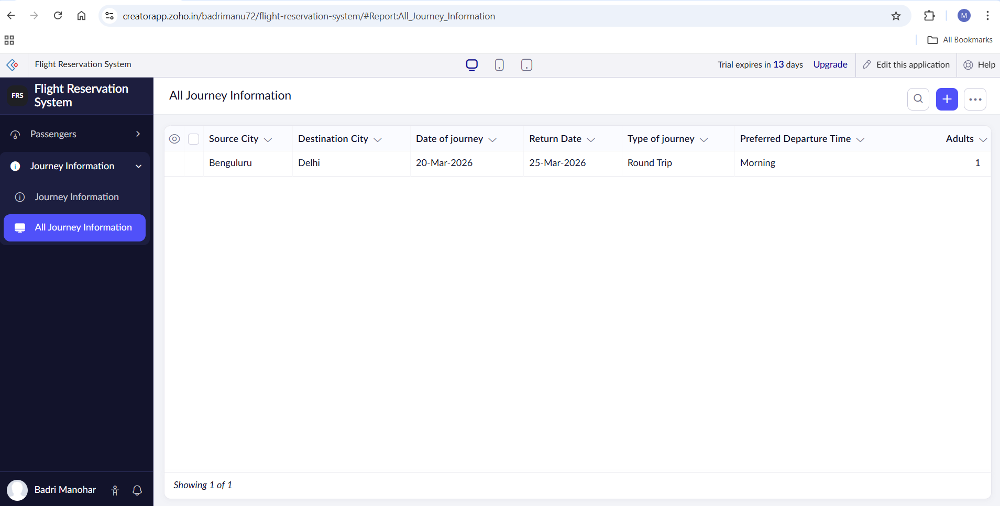 creatorapp.zoho.in/badrimanu72/flight-reservation-system/#Report:All_Journey_Information
M
All Bookmarks
Flight Reservation System
Trial expires in 13 days
Upgrade
Edit this application
Help
FRS
Flight Reservation
System
Passengers
Journey Information
Journey Information
All Journey Information
Badri Manohar
All Journey Information
Source City Destination City Date of journey Return Date Type of journey Preferred Departure Time Adults
Benguluru Delhi 20-Mar-2026 25-Mar-2026 Round Trip Morning 1
Showing 1 of 1